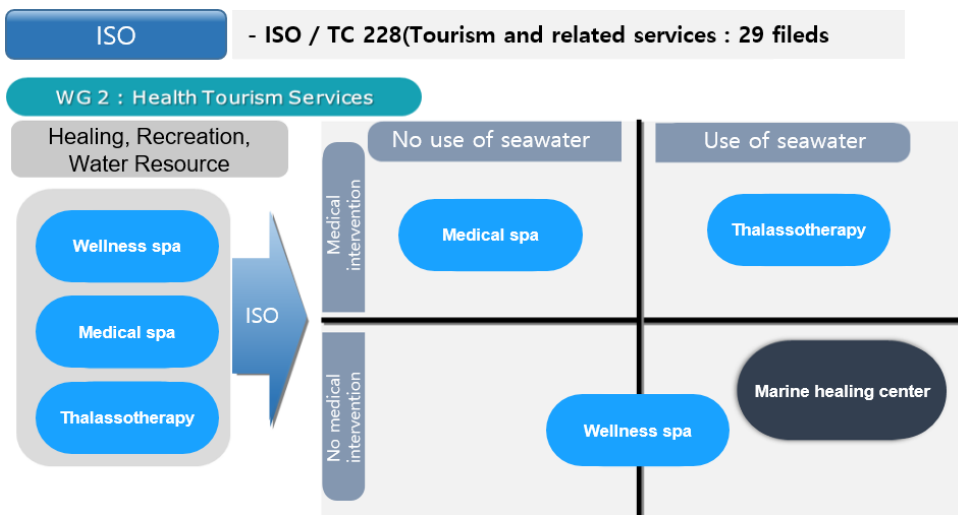 ISO
- ISO / TC 228(Tourism and related services : 29 fileds
WG 2 : Health Tourism Services
Healing, Recreation,
Water Resource
Wellness spa
Medical spa
Thalassotherapy
ISO
No use of seawater
Use of seawater
Medical
intervention
Medical spa
Thalassotherapy
No medical
intervention
Wellness spa
Marine healing center